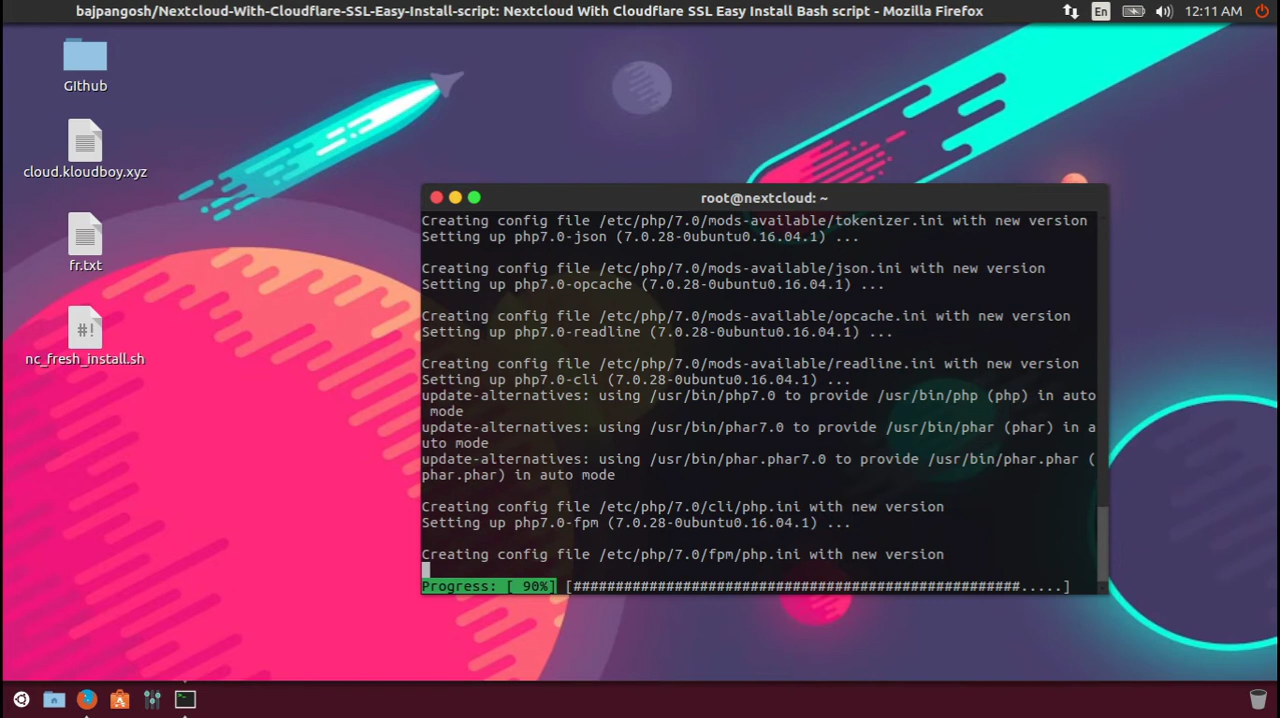 bajpangosh/Nextcloud-With-Cloudflare-SSL-Easy-Install-script: Nextcloud With Cloudflare SSL Easy Install Bash script - Mozilla Firefox
En
12:11 AM
GIthub
cloud.kloudboy.xyz
fr.txt
#!
nc_fresh_install.sh
root@nextcloud: ~
Creating config file /etc/php/7.0/mods-available/tokenizer.ini with new version
Setting up php7.0-json (7.0.28-0ubuntu0.16.04.1) ...
Creating config file /etc/php/7.0/mods-available/json.ini with new version
Setting up php7.0-opcache (7.0.28-0ubuntu0.16.04.1) ...
Creating config file /etc/php/7.0/mods-available/opcache.ini with new version
Setting up php7.0-readline (7.0.28-0ubuntu0.16.04.1) ...
Creating config file /etc/php/7.0/mods-available/readline.ini with new version
Setting up php7.0-cli (7.0.28-0ubuntu0.16.04.1) ...
update-alternatives: using /usr/bin/php7.0 to provide /usr/bin/php (php) in auto
mode
update-alternatives: using /usr/bin/phar7.0 to provide /usr/bin/phar (phar) in a
uto mode
update-alternatives: using /usr/bin/phar.phar7.0 to provide /usr/bin/phar.phar (
phar.phar) in auto mode
Creating config file /etc/php/7.0/cli/php.ini with new version
Setting up php7.0-fpm (7.0.28-0ubuntu0.16.04.1) ...
Creating config file /etc/php/7.0/fpm/php.ini with new version
Progress: [ 90%] [#####################################################.....]